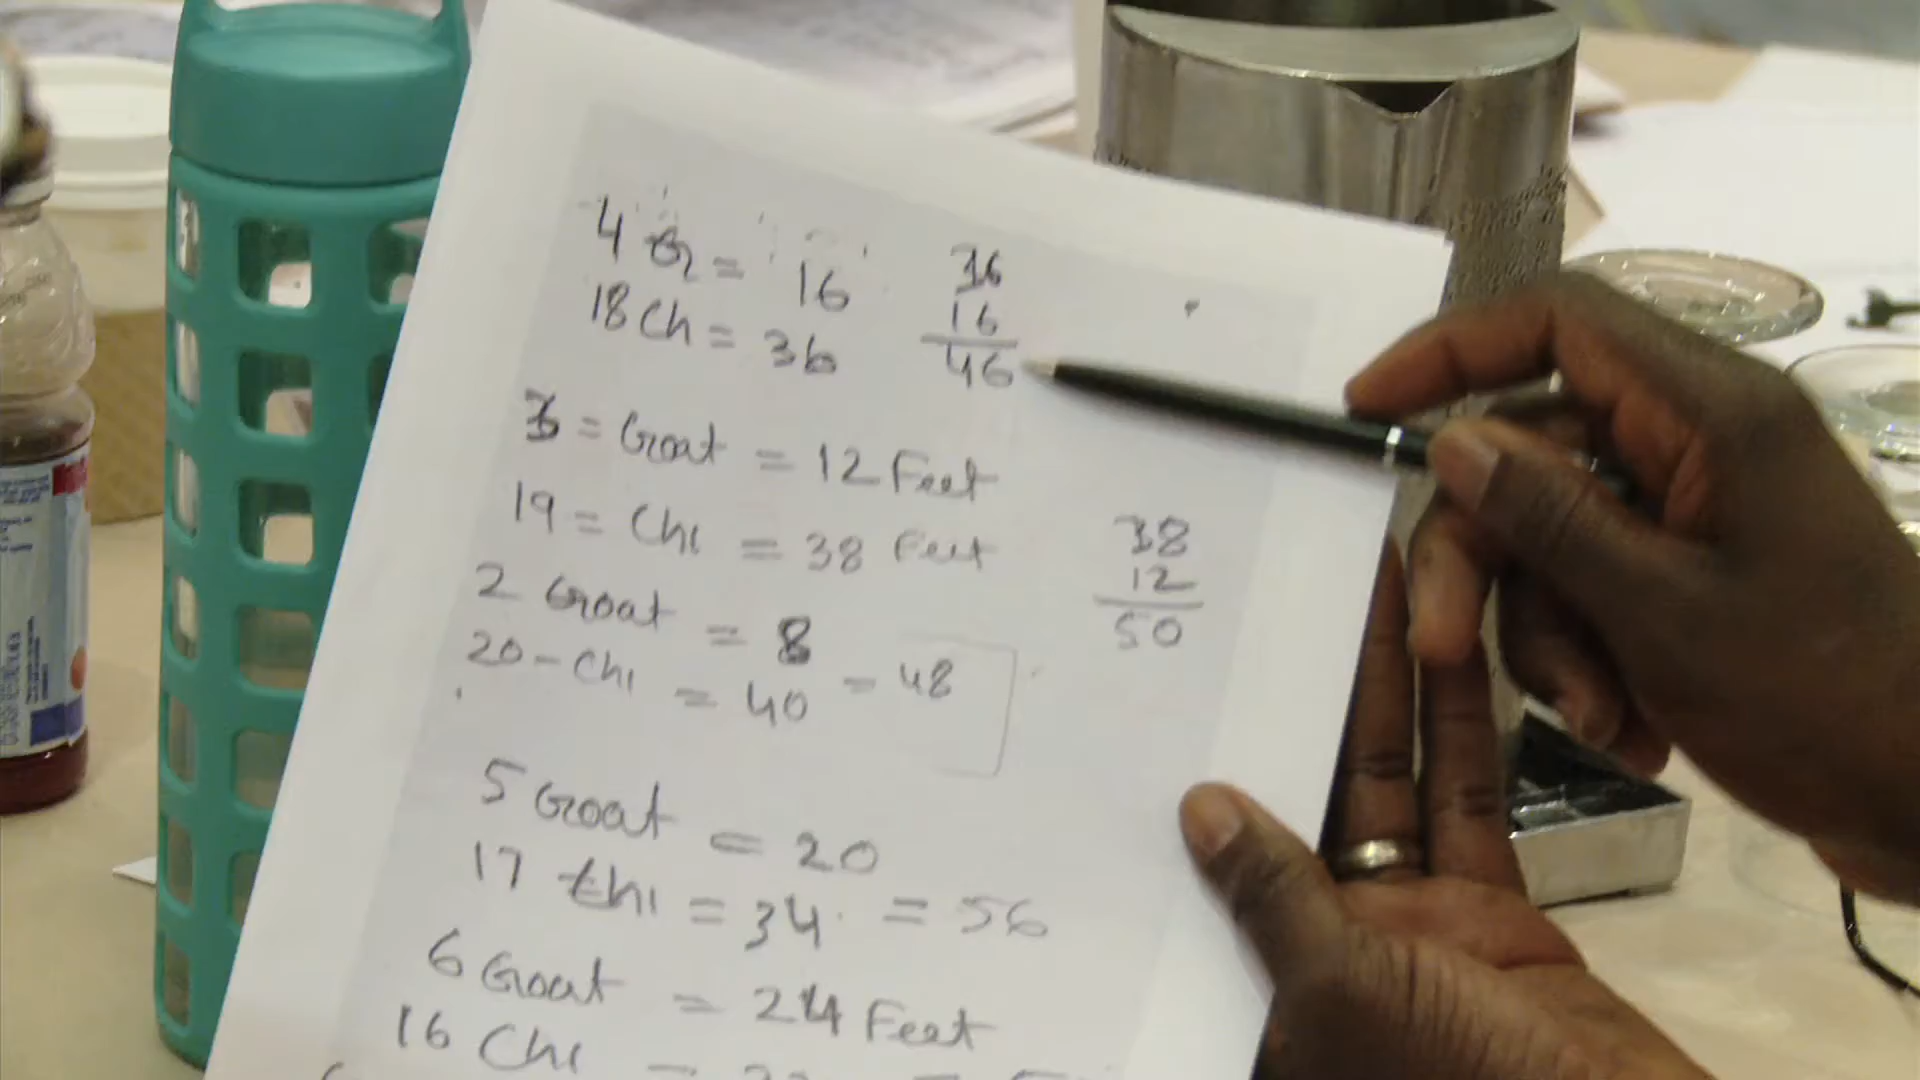 4 G = 16
18 Ch = 36
36
16
46
3 = Goat = 12 Feet
19 = Chi = 38 Feet
38
12
50
2 Goat = 8
20 - Chi = 40 - 48
5 Goat = 20
17 Chi = 34 = 56
6 Goat = 24 Feet
16 Chi =